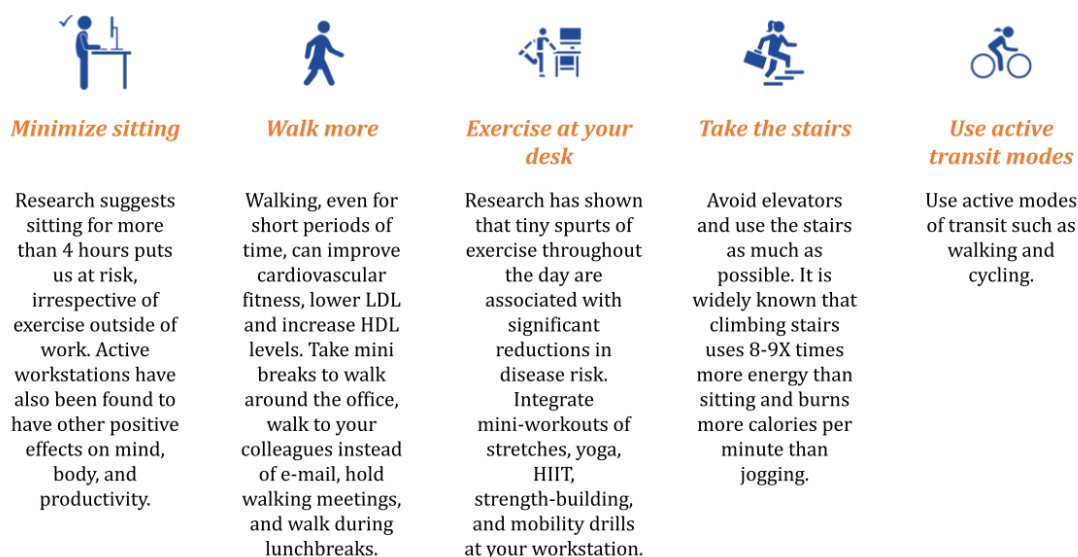 Minimize sitting
Research suggests
sitting for more
than 4 hours puts
us at risk,
irrespective of
exercise outside of
work. Active
workstations have
also been found to
have other positive
effects on mind,
body, and
productivity.
Walk more
Walking, even for
short periods of
time, can improve
cardiovascular
fitness, lower LDL
and increase HDL
levels. Take mini
breaks to walk
around the office,
walk to your
colleagues instead
of e-mail, hold
walking meetings,
and walk during
lunchbreaks.
Exercise at your
desk
Research has shown
that tiny spurts of
exercise throughout
the day are
associated with
significant
reductions in
disease risk.
Integrate
mini-workouts of
stretches, yoga,
HIIT,
strength-building,
and mobility drills
at your workstation.
Take the stairs
Avoid elevators
and use the stairs
as much as
possible. It is
widely known that
climbing stairs
uses 8-9X times
more energy than
sitting and burns
more calories per
minute than
jogging.
Use active
transit modes
Use active modes
of transit such as
walking and
cycling.